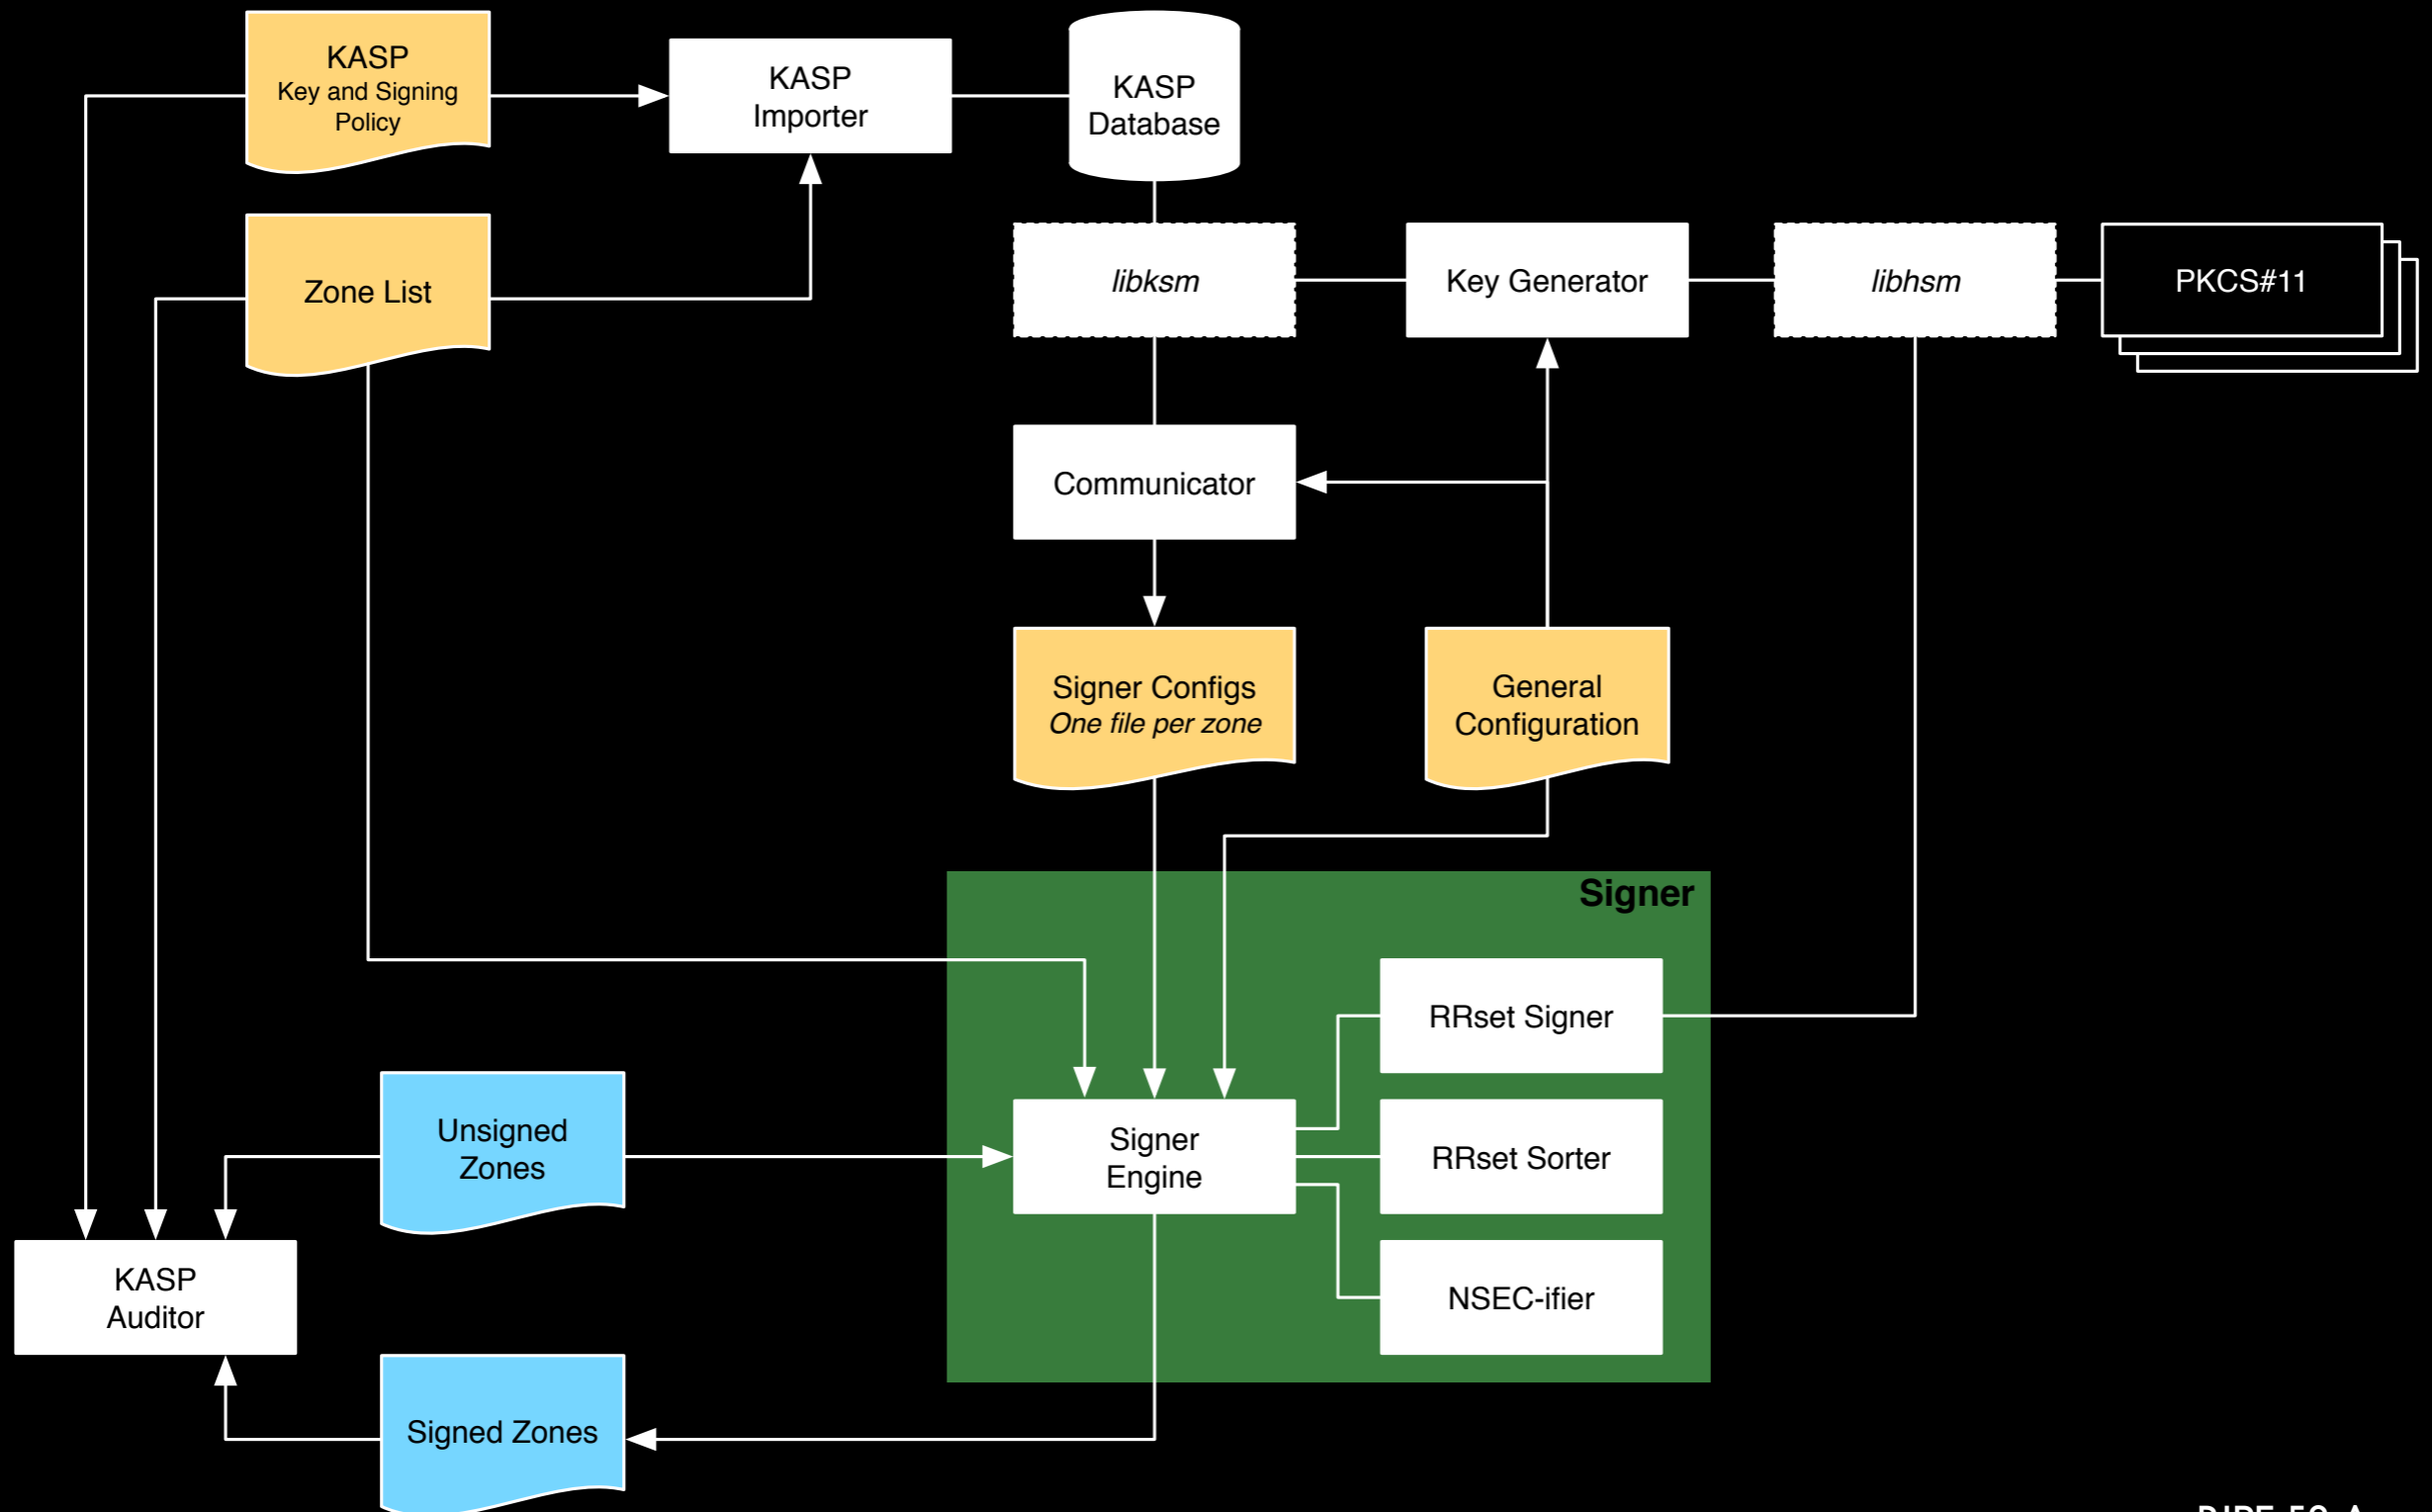 KASP
Key and Signing
Policy
KASP
Importer
KASP
Database
Zone List
libksm
Key Generator
libhsm
PKCS#11
Communicator
Signer Configs
One file per zone
General
Configuration
Signer
RRset Signer
Unsigned
Zones
Signer
Engine
RRset Sorter
KASP
Auditor
NSEC-ifier
Signed Zones